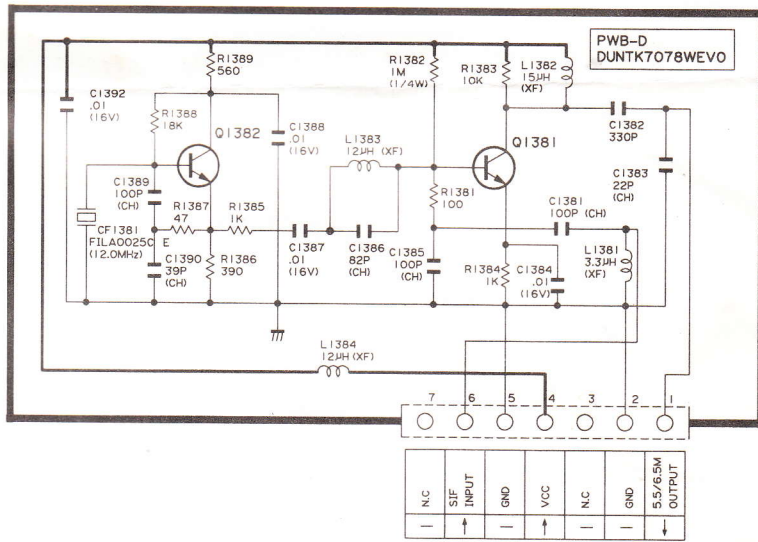 PWB-D
DUNTK7078WEV0
R1389
560
R1382
1M
(1/4W)
R1383
10K
L1382
15μH
(XF)
C1392
.01
(16V)
R1388
18K
Q1382
C1388
.01
(16V)
L1383
12μH (XF)
Q1381
C1382
330P
C1383
22P
(CH)
C1389
100P
(CH)
R1387
47
R1385
1K
R1381
100
C1381
100P (CH)
CF1381
FILA0025C E
(12.0MHz)
C1390
39P
(CH)
R1386
390
C1387
.01
(16V)
C1386
82P
(CH)
C1385
100P
(CH)
R1384
1K
C1384
.01
(16V)
L1381
3.3μH
(XF)
L1384
12μH (XF)
7 6 5 4 3 2 1
N.C
SIF INPUT
GND
VCC
N.C
GND
5.5/6.5M OUTPUT